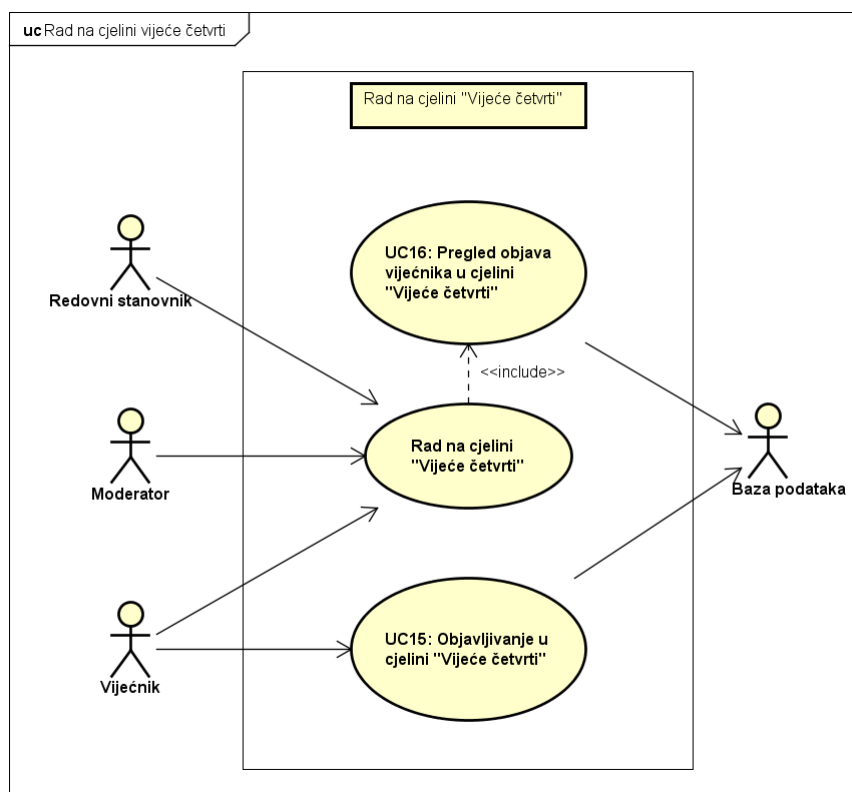 uc Rad na cjelini vijeće četvrti
Rad na cjelini "Vijeće četvrti"
UC16: Pregled objava
vijećnika u cjelini
"Vijeće četvrti"
Redovni stanovnik
<<include>>
Rad na cjelini
"Vijeće četvrti"
Moderator
Baza podataka
UC15: Objavljivanje u
cjelini "Vijeće četvrti"
Vijećnik